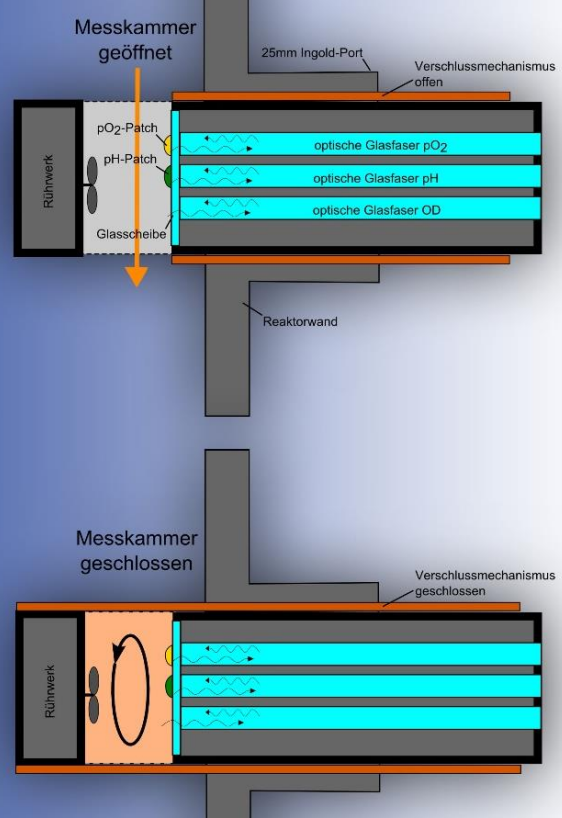 Messkammer
geöffnet
25mm Ingold-Port
Verschlussmechanismus
offen
pO2-Patch
pH-Patch
Rührwerk
Glasscheibe
optische Glasfaser pO2
optische Glasfaser pH
optische Glasfaser OD
Reaktorwand
Messkammer
geschlossen
Verschlussmechanismus
geschlossen
Rührwerk